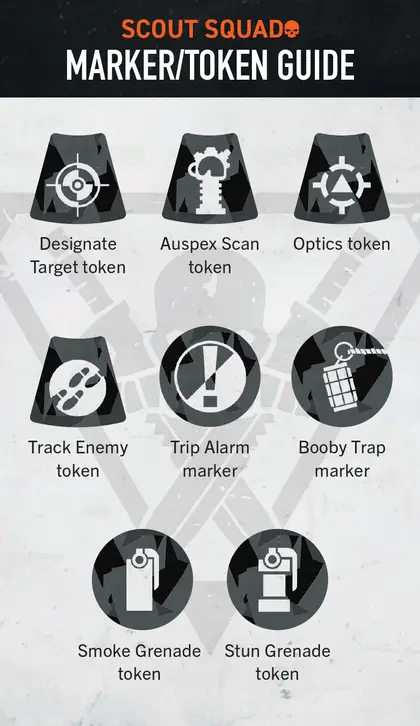 SCOUT SQUAD
MARKER/TOKEN GUIDE
Designate
Target token
Auspex Scan
token
Optics token
Track Enemy
token
Trip Alarm
marker
Booby Trap
marker
Smoke Grenade
token
Stun Grenade
token